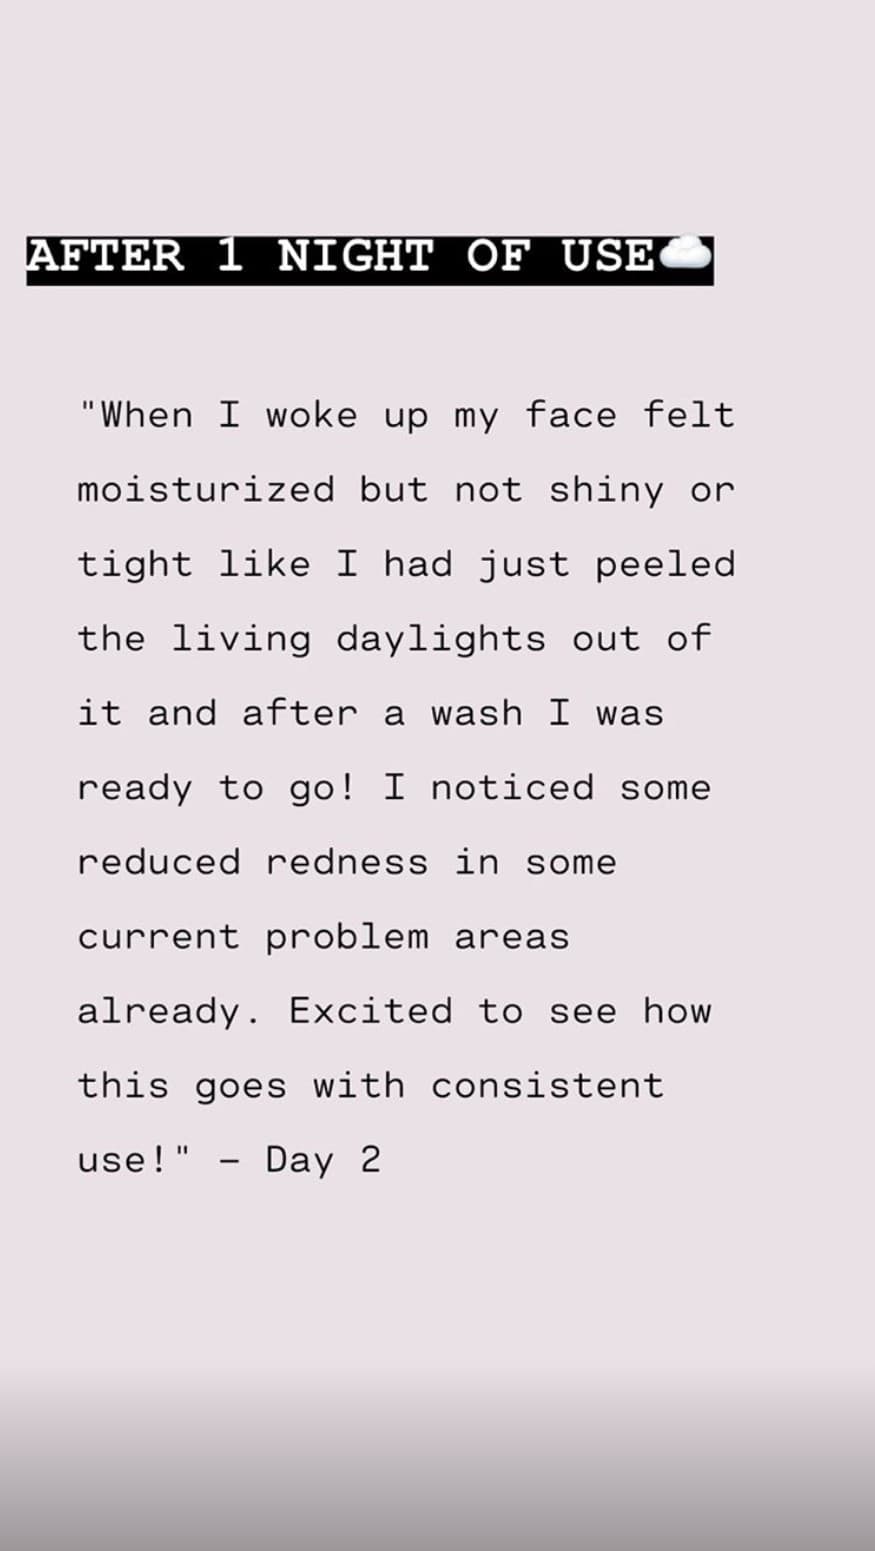 AFTER 1 NIGHT OF USE☁️
"When I woke up my face felt
moisturized but not shiny or
tight like I had just peeled
the living daylights out of
it and after a wash I was
ready to go! I noticed some
reduced redness in some
current problem areas
already. Excited to see how
this goes with consistent
use!" – Day 2